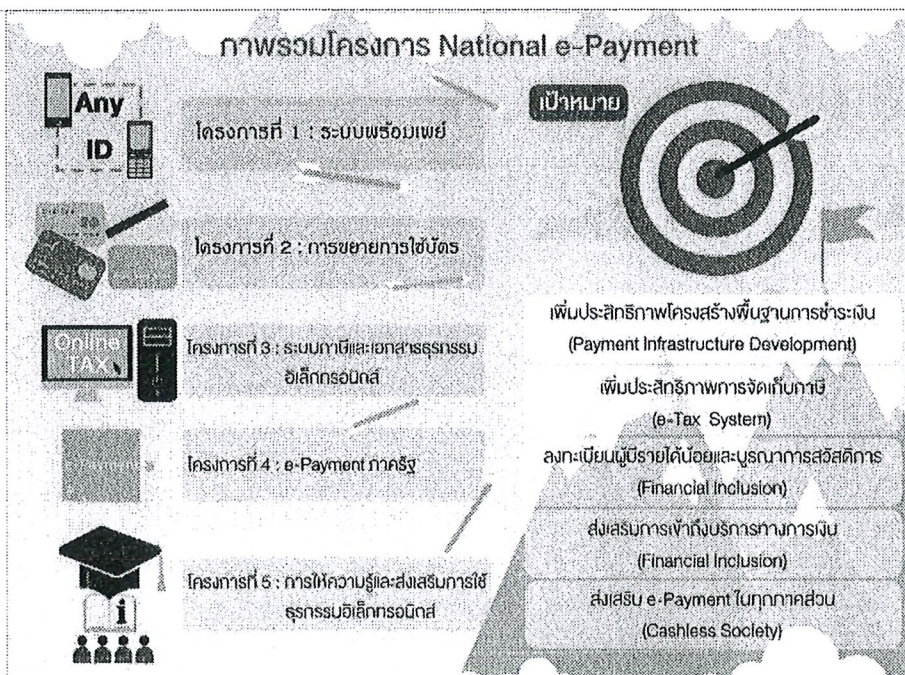 ภาพรวมโครงการ National e-Payment
Any
ID
โครงการที่ 1 : ระบบพร้อมเพย์
โครงการที่ 2 : การขยายการใช้บัตร
Online
TAX
โครงการที่ 3 : ระบบภาษีและเอกสารธุรกรรม
อิเล็กทรอนิกส์
โครงการที่ 4 : e-Payment ภาครัฐ
โครงการที่ 5 : การให้ความรู้และส่งเสริมการใช้
ธุรกรรมอิเล็กทรอนิกส์
i
เป้าหมาย
เพิ่มประสิทธิภาพโครงสร้างพื้นฐานการชำระเงิน
(Payment Infrastructure Development)
เพิ่มประสิทธิภาพการจัดเก็บภาษี
(e-Tax System)
ลงทะเบียนผู้มีรายได้น้อยและบูรณาการสวัสดิการ
(Financial Inclusion)
ส่งเสริมการเข้าถึงบริการทางการเงิน
(Financial Inclusion)
ส่งเสริม e-Payment ในทุกภาคส่วน
(Cashless Society)